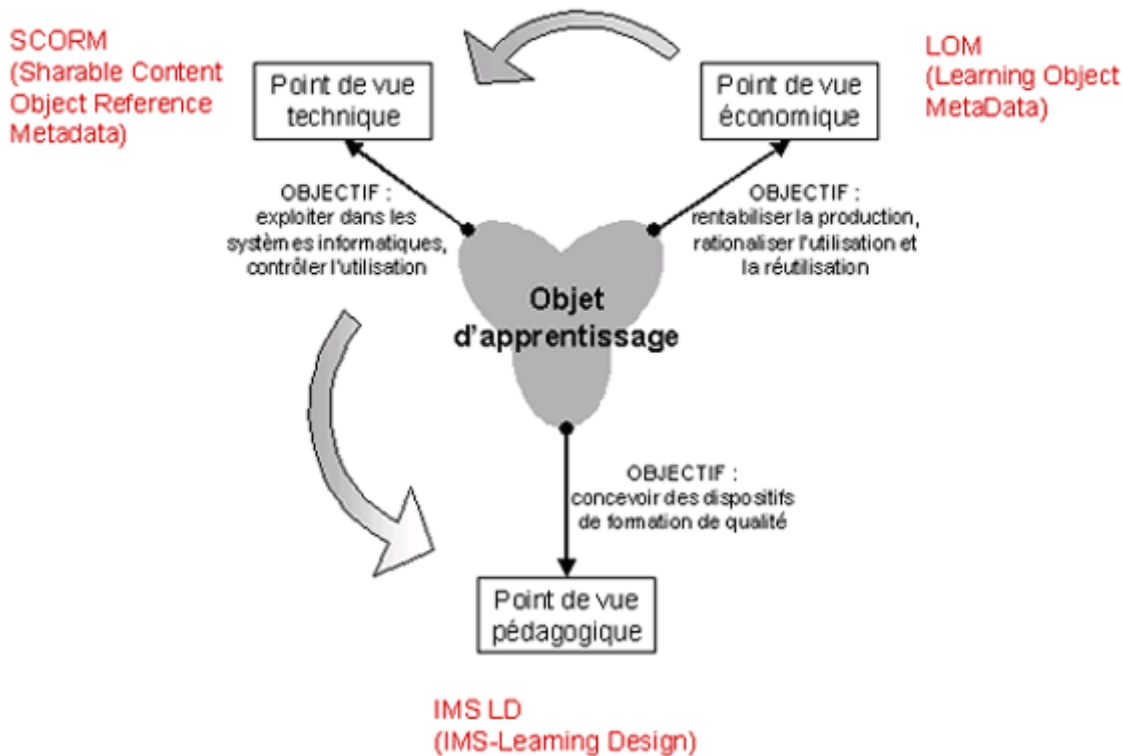 SCORM
(Sharable Content
Object Reference
Metadata)
Point de vue
technique
Point de vue
économique
LOM
(Learning Object
MetaData)
OBJECTIF :
exploiter dans les
systèmes informatiques,
contrôler l'utilisation
OBJECTIF :
rentabiliser la production,
rationaliser l'utilisation et
la réutilisation
Objet
d'apprentissage
OBJECTIF :
concevoir des dispositifs
de formation de qualité
Point de vue
pédagogique
IMS LD
(IMS-Learning Design)